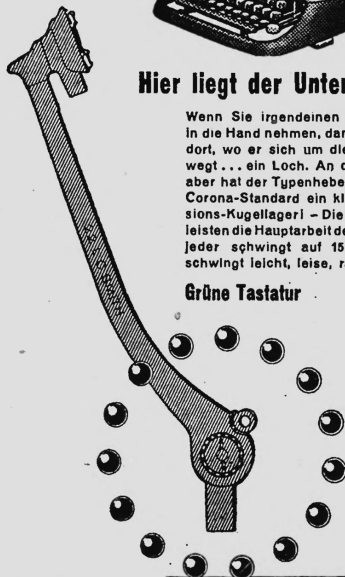 Hier liegt der Unter
Wenn Sie irgendeinen
in die Hand nehmen, dan
dort, wo er sich um die
wegt... ein Loch. An d
aber hat der Typenhebe
Corona-Standard ein kl
sions-Kugellager! – Die
leisten die Hauptarbeit de
jeder schwingt auf 15
schwingt leicht, leise, ra
Grüne Tastatur